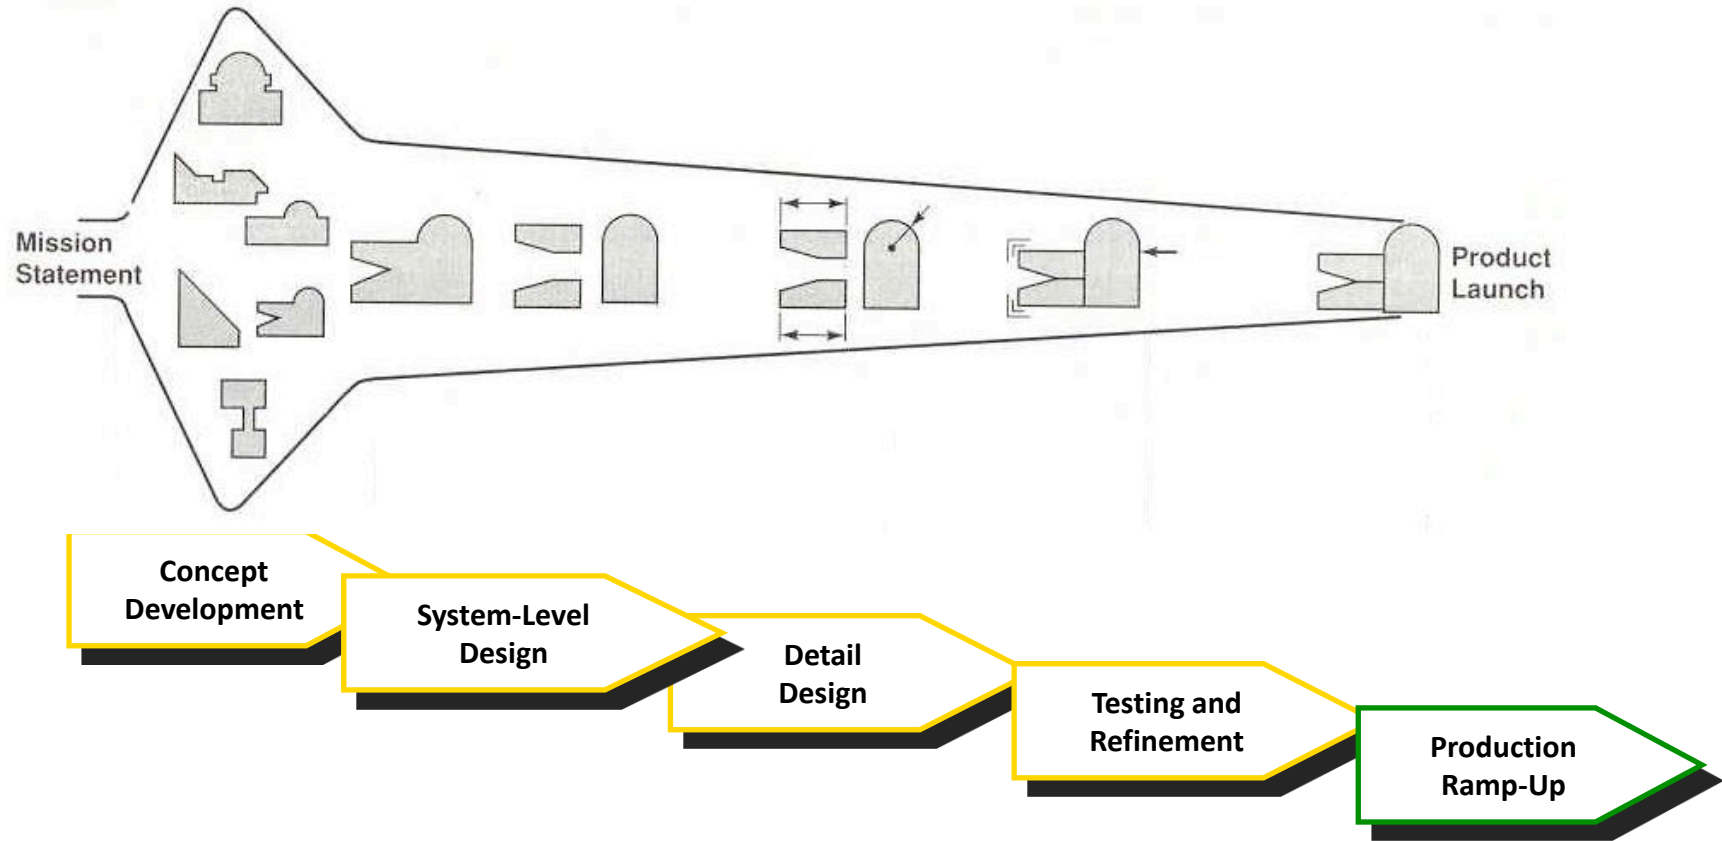 Mission
Statement
Product
Launch
Concept
Development
System-Level
Design
Detail
Design
Testing and
Refinement
Production
Ramp-Up